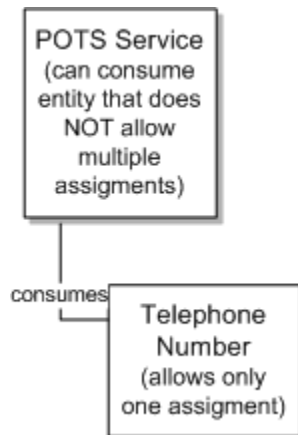 POTS Service
(can consume
entity that does
NOT allow
multiple
assigments)
consumes
Telephone
Number
(allows only
one assigment)